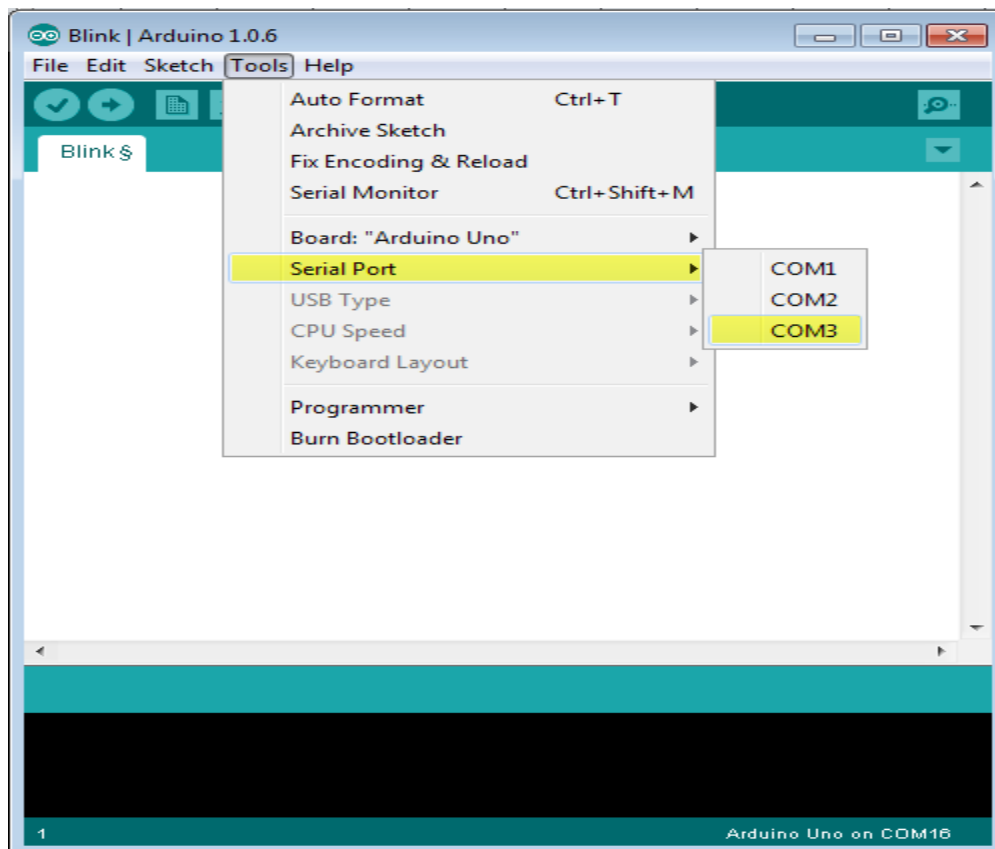 Blink | Arduino 1.0.6
File Edit Sketch Tools Help
Auto Format Ctrl+T
Archive Sketch
Blink §
Fix Encoding & Reload
Serial Monitor Ctrl+Shift+M
Board: "Arduino Uno"
Serial Port
COM1
USB Type
COM2
CPU Speed
COM3
Keyboard Layout
Programmer
Burn Bootloader
1 Arduino Uno on COM16